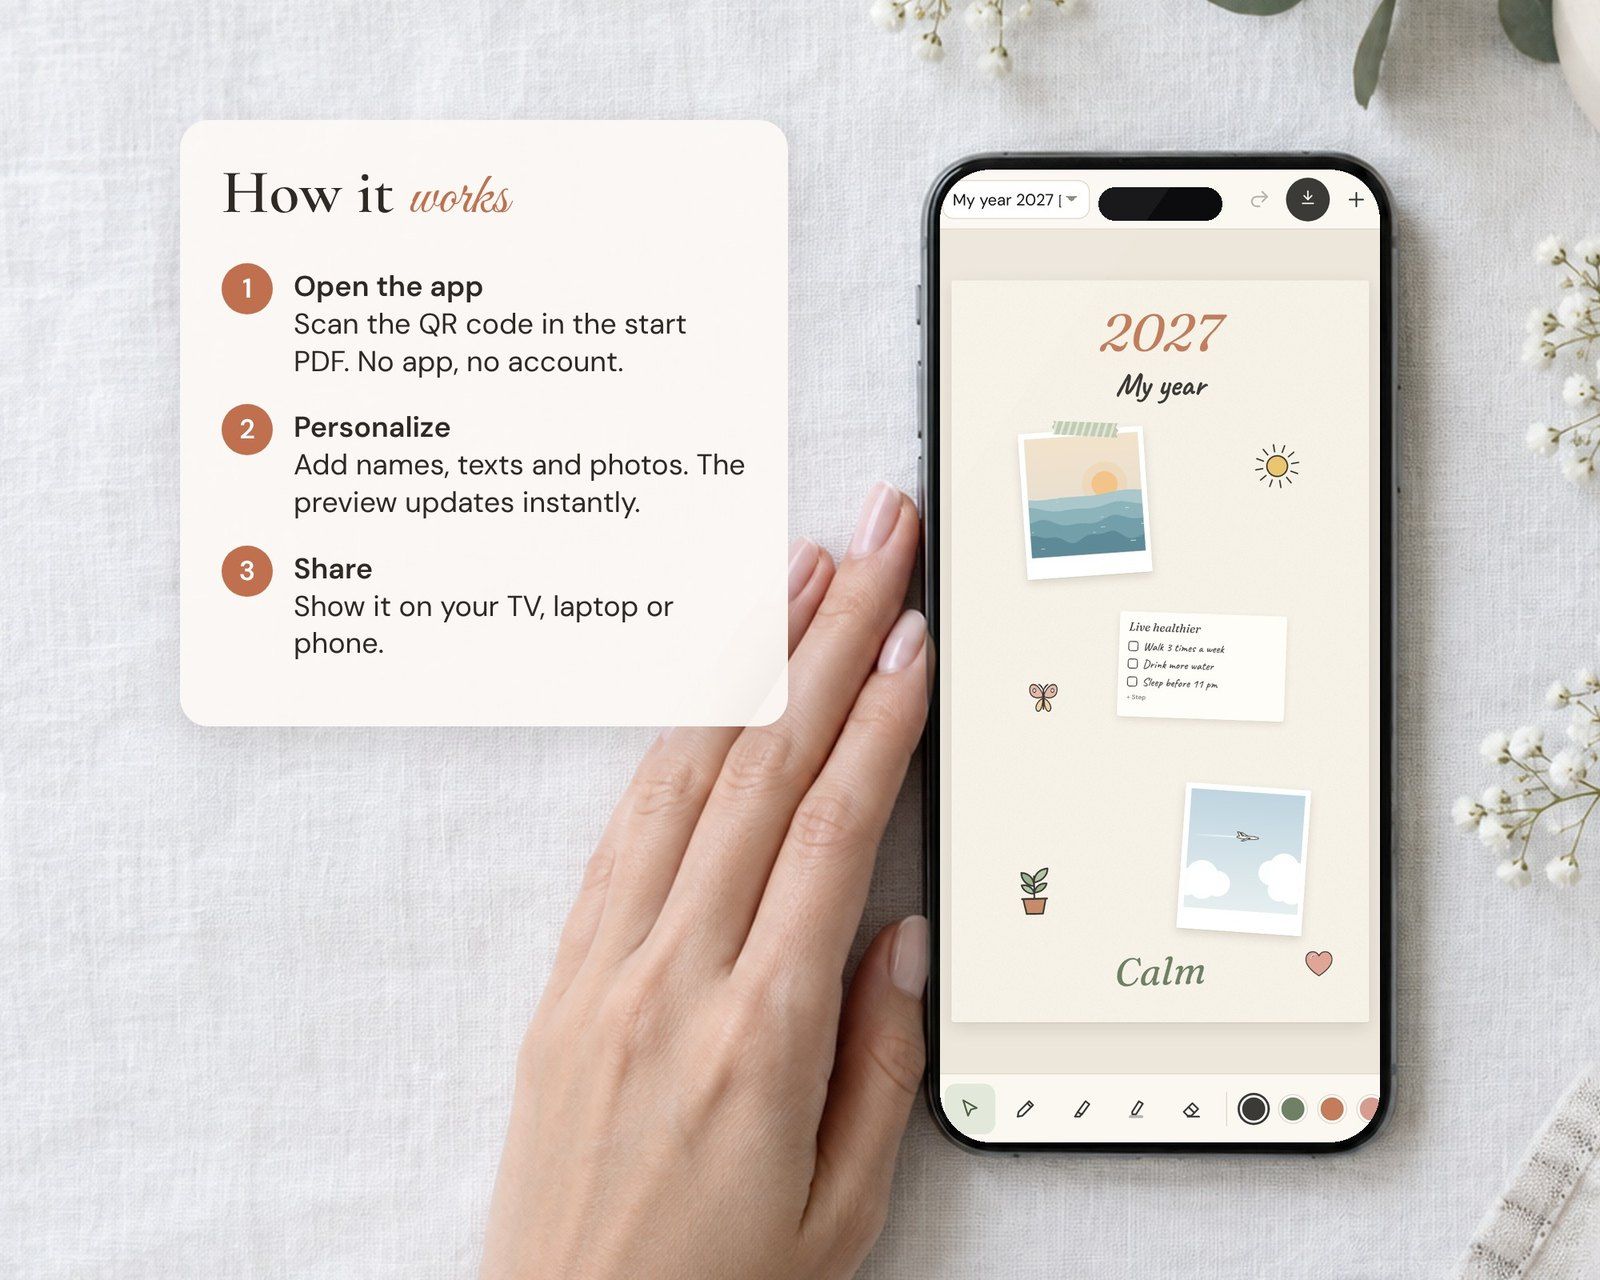 How it works
1
Open the app
Scan the QR code in the start
PDF. No app, no account.
2
Personalize
Add names, texts and photos. The
preview updates instantly.
3
Share
Show it on your TV, laptop or
phone.
My year 2027 [
2027
My year
Live healthier
Walk 3 times a week
Drink more water
Sleep before 11 pm
+ Step
Calm